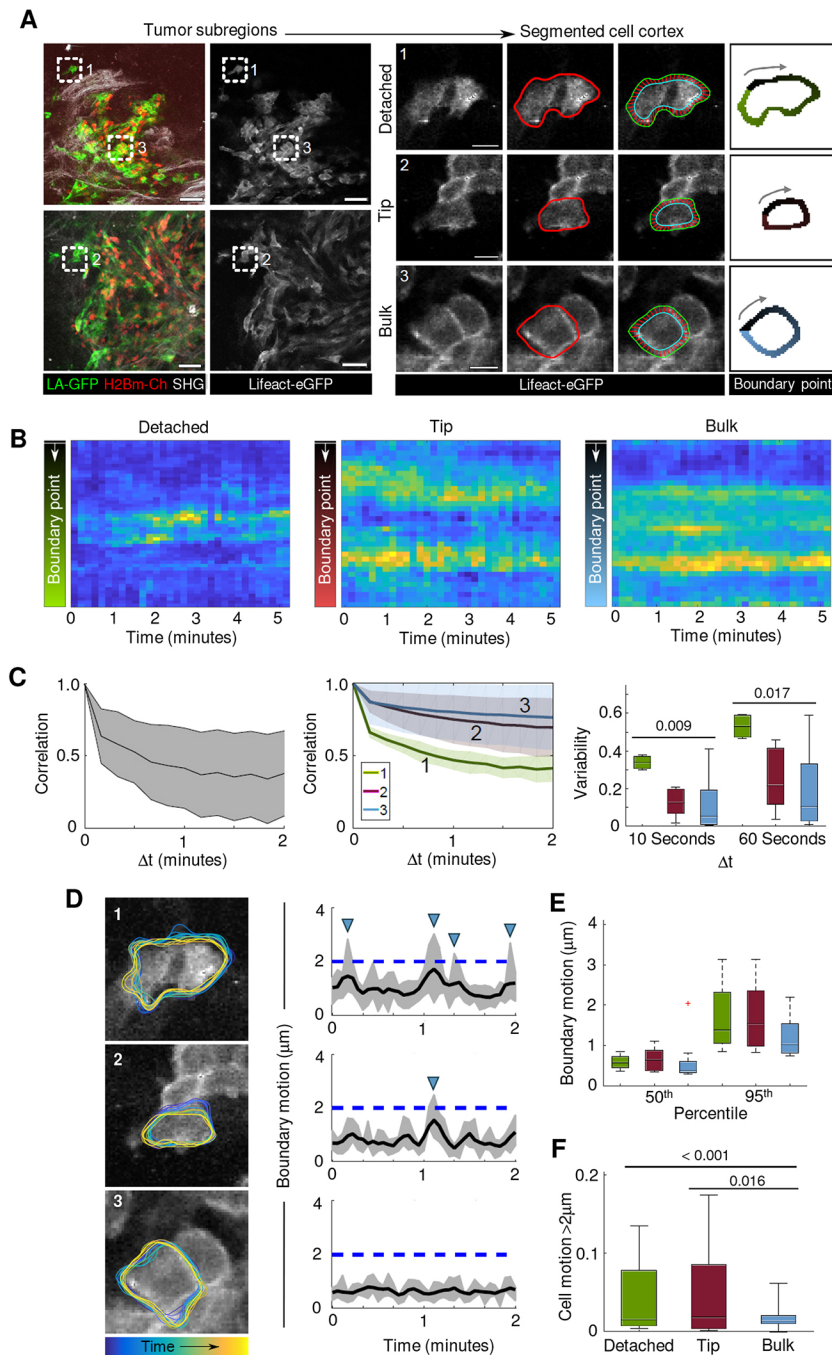 A
Tumor subregions
Segmented cell cortex
1
1
3
3
2
2
LA-GFP H2Bm-Ch SHG
Lifeact-eGFP
Detached
1
Tip
2
Bulk
3
Lifeact-eGFP
Boundary point
B
Detached
Tip
Bulk
Boundary point
Boundary point
Boundary point
0 1 2 3 4 5
0 1 2 3 4 5
0 1 2 3 4 5
Time (minutes)
Time (minutes)
Time (minutes)
C
Correlation
1.0
0.5
0
0 1 2
Δt (minutes)
Correlation
1.0
0.5
0
3
2
1
1
2
3
0 1 2
Δt (minutes)
Variability
0.6
0.4
0.2
0
0.009
0.017
10 Seconds 60 Seconds
Δt
D
1
2
3
Time
Boundary motion (µm)
4
2
0
0 1 2
4
2
0
0 1 2
4
2
0
0 1 2
Time (minutes)
E
Boundary motion (µm)
4
3
2
1
0
50th 95th
Percentile
F
Cell motion >2µm
0.2
0.1
0
< 0.001
0.016
Detached Tip Bulk